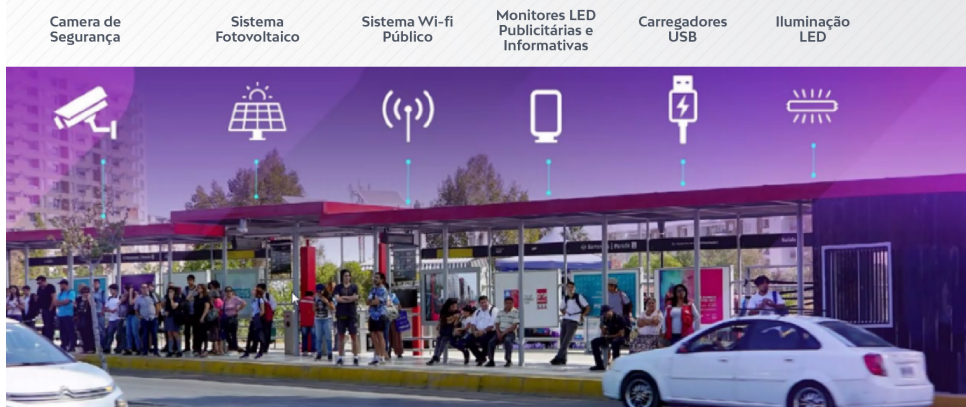 Camera de
Segurança
Sistema
Fotovoltaico
Sistema Wi-fi
Público
Monitores LED
Publicitárias e
Informativas
Carregadores
USB
Iluminação
LED